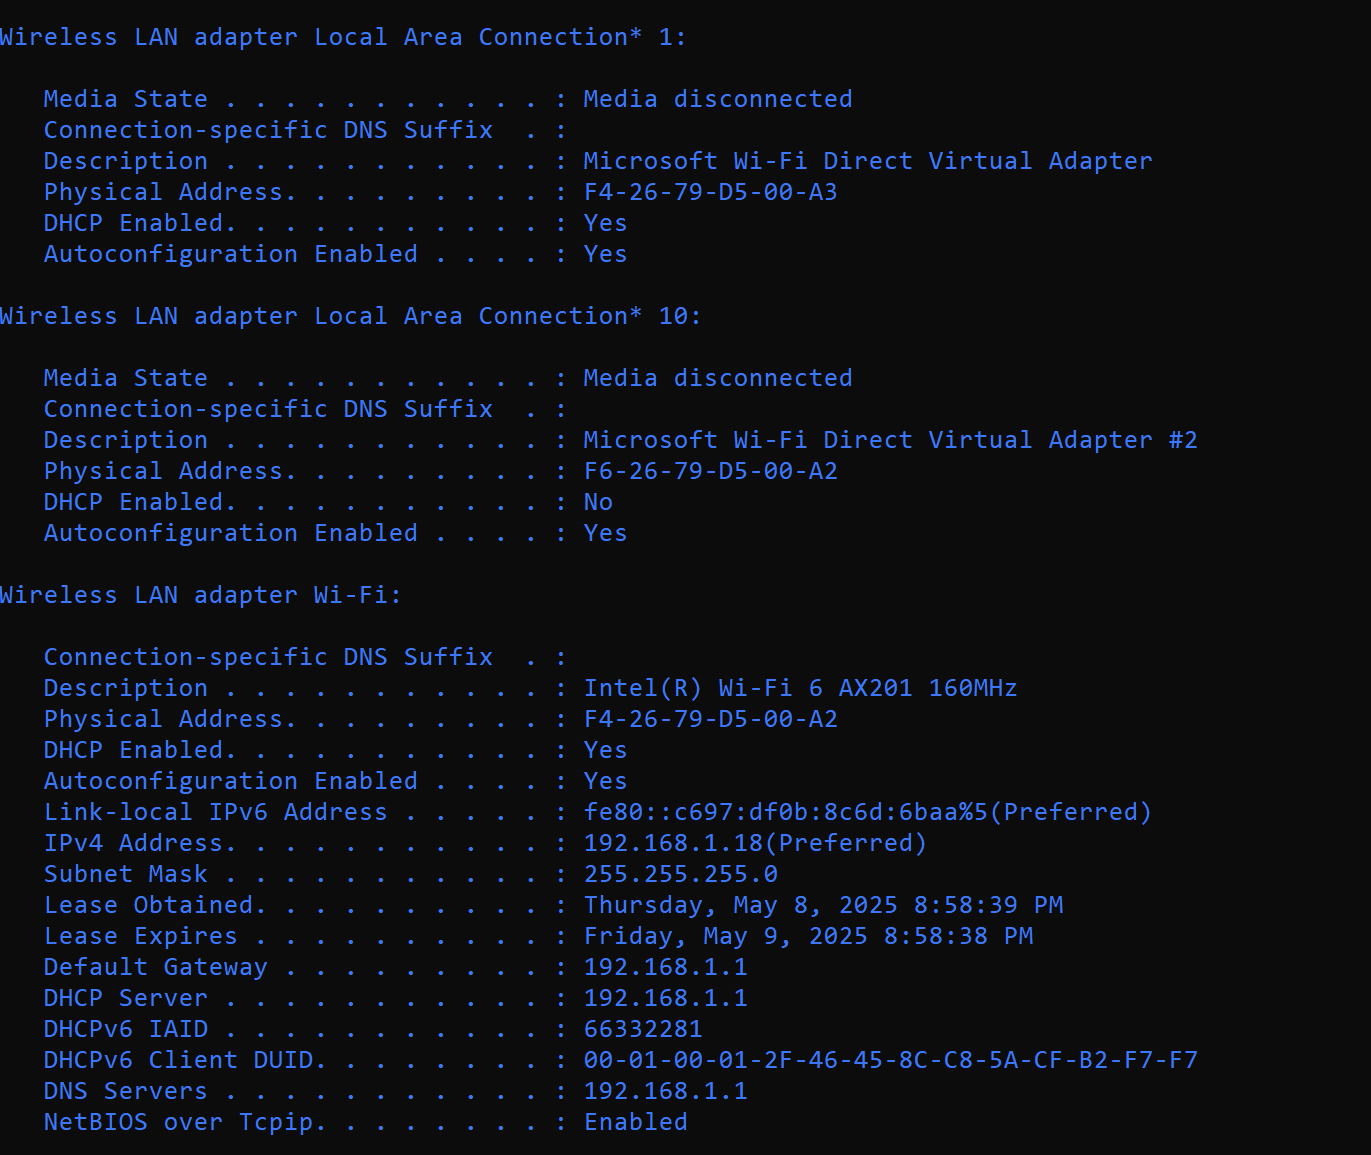 Wireless LAN adapter Local Area Connection* 1:
Media State . . . . . . . . . . . : Media disconnected
Connection-specific DNS Suffix  . :
Description . . . . . . . . . . . : Microsoft Wi-Fi Direct Virtual Adapter
Physical Address. . . . . . . . . : F4-26-79-D5-00-A3
DHCP Enabled. . . . . . . . . . . : Yes
Autoconfiguration Enabled . . . . : Yes
Wireless LAN adapter Local Area Connection* 10:
Media State . . . . . . . . . . . : Media disconnected
Connection-specific DNS Suffix  . :
Description . . . . . . . . . . . : Microsoft Wi-Fi Direct Virtual Adapter #2
Physical Address. . . . . . . . . : F6-26-79-D5-00-A2
DHCP Enabled. . . . . . . . . . . : No
Autoconfiguration Enabled . . . . : Yes
Wireless LAN adapter Wi-Fi:
Connection-specific DNS Suffix  . :
Description . . . . . . . . . . . : Intel(R) Wi-Fi 6 AX201 160MHz
Physical Address. . . . . . . . . : F4-26-79-D5-00-A2
DHCP Enabled. . . . . . . . . . . : Yes
Autoconfiguration Enabled . . . . : Yes
Link-local IPv6 Address . . . . . : fe80::c697:df0b:8c6d:6baa%5(Preferred)
IPv4 Address. . . . . . . . . . . : 192.168.1.18(Preferred)
Subnet Mask . . . . . . . . . . . : 255.255.255.0
Lease Obtained. . . . . . . . . . : Thursday, May 8, 2025 8:58:39 PM
Lease Expires . . . . . . . . . . : Friday, May 9, 2025 8:58:38 PM
Default Gateway . . . . . . . . . : 192.168.1.1
DHCP Server . . . . . . . . . . . : 192.168.1.1
DHCPv6 IAID . . . . . . . . . . . : 66332281
DHCPv6 Client DUID. . . . . . . . : 00-01-00-01-2F-46-45-8C-C8-5A-CF-B2-F7-F7
DNS Servers . . . . . . . . . . . : 192.168.1.1
NetBIOS over Tcpip. . . . . . . . : Enabled